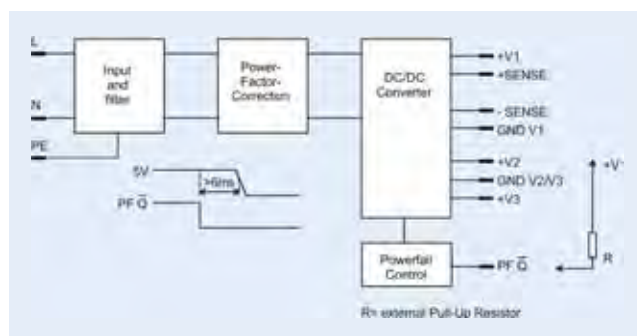 L
N
PE
Input
and
filter
Power-
Factor-
Correction
DC/DC
Converter
+V1
+SENSE
- SENSE
GND V1
+V2
GND V2/V3
+V3
5V
>6ms
PF Q̅
Powerfail
Control
PF Q̅
+V
R
R= external Pull-Up Resistor